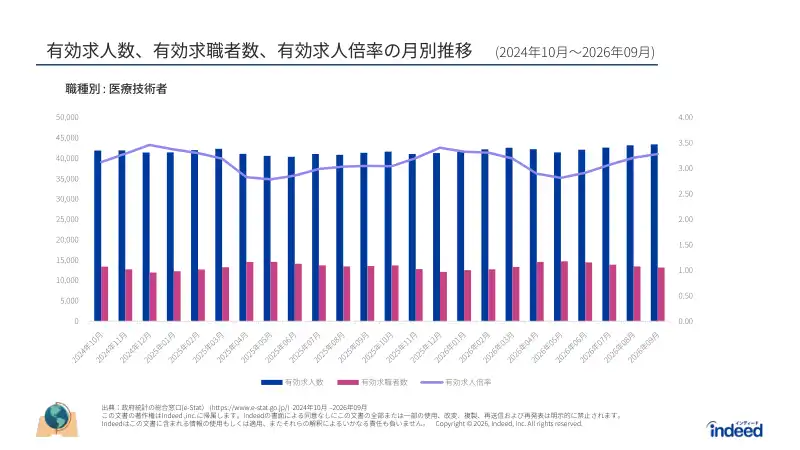 有効求人数、有効求職者数、有効求人倍率の月別推移 (2024年10月～2026年09月)
職種別 : 医療技術者
50,000
45,000
40,000
35,000
30,000
25,000
20,000
15,000
10,000
5,000
0
4.00
3.50
3.00
2.50
2.00
1.50
1.00
0.50
0.00
2024年10月
2024年11月
2024年12月
2025年01月
2025年02月
2025年03月
2025年04月
2025年05月
2025年06月
2025年07月
2025年08月
2025年09月
2025年10月
2025年11月
2025年12月
2026年01月
2026年02月
2026年03月
2026年04月
2026年05月
2026年06月
2026年07月
2026年08月
2026年09月
有効求人数 有効求職者数 有効求人倍率
出典：政府統計の総合窓口(e-Stat) (https://www.e-stat.go.jp/) 2024年10月 –2026年09月
この文書の著作権はIndeed ,inc.に帰属します。Indeedの書面による同意なしにこの文書の全部または一部の使用、改変、複製、再送信および再発表は明示的に禁止されます。
Indeedはこの文書に含まれる情報の使用もしくは適用、またそれらの解釈によるいかなる責任も負いません。 Copyright © 2026, Indeed, Inc. All rights reserved.
インディード
indeed